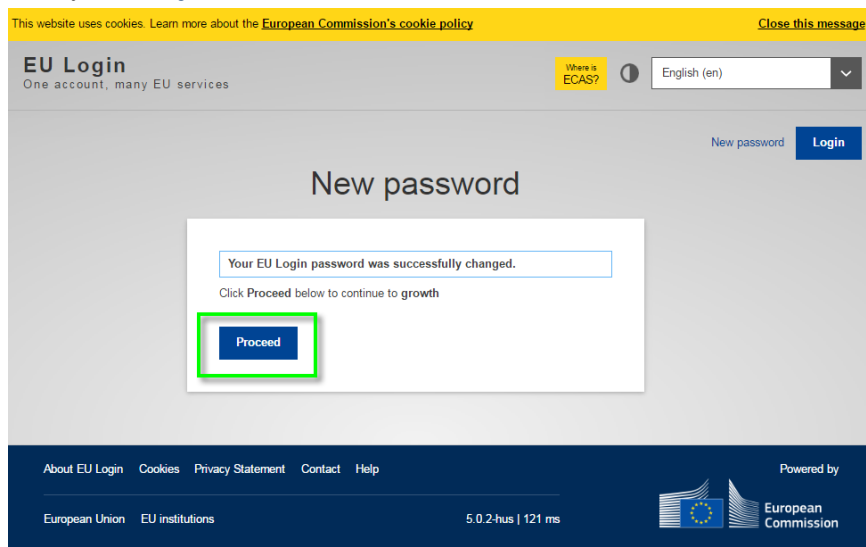 This website uses cookies. Learn more about the European Commission's cookie policy
Close this message
EU Login
One account, many EU services
Where is
ECAS?
English (en)
New password
Login
New password
Your EU Login password was successfully changed.
Click Proceed below to continue to growth
Proceed
About EU Login Cookies Privacy Statement Contact Help
Powered by
European Union EU institutions
5.0.2-hus | 121 ms
European
Commission